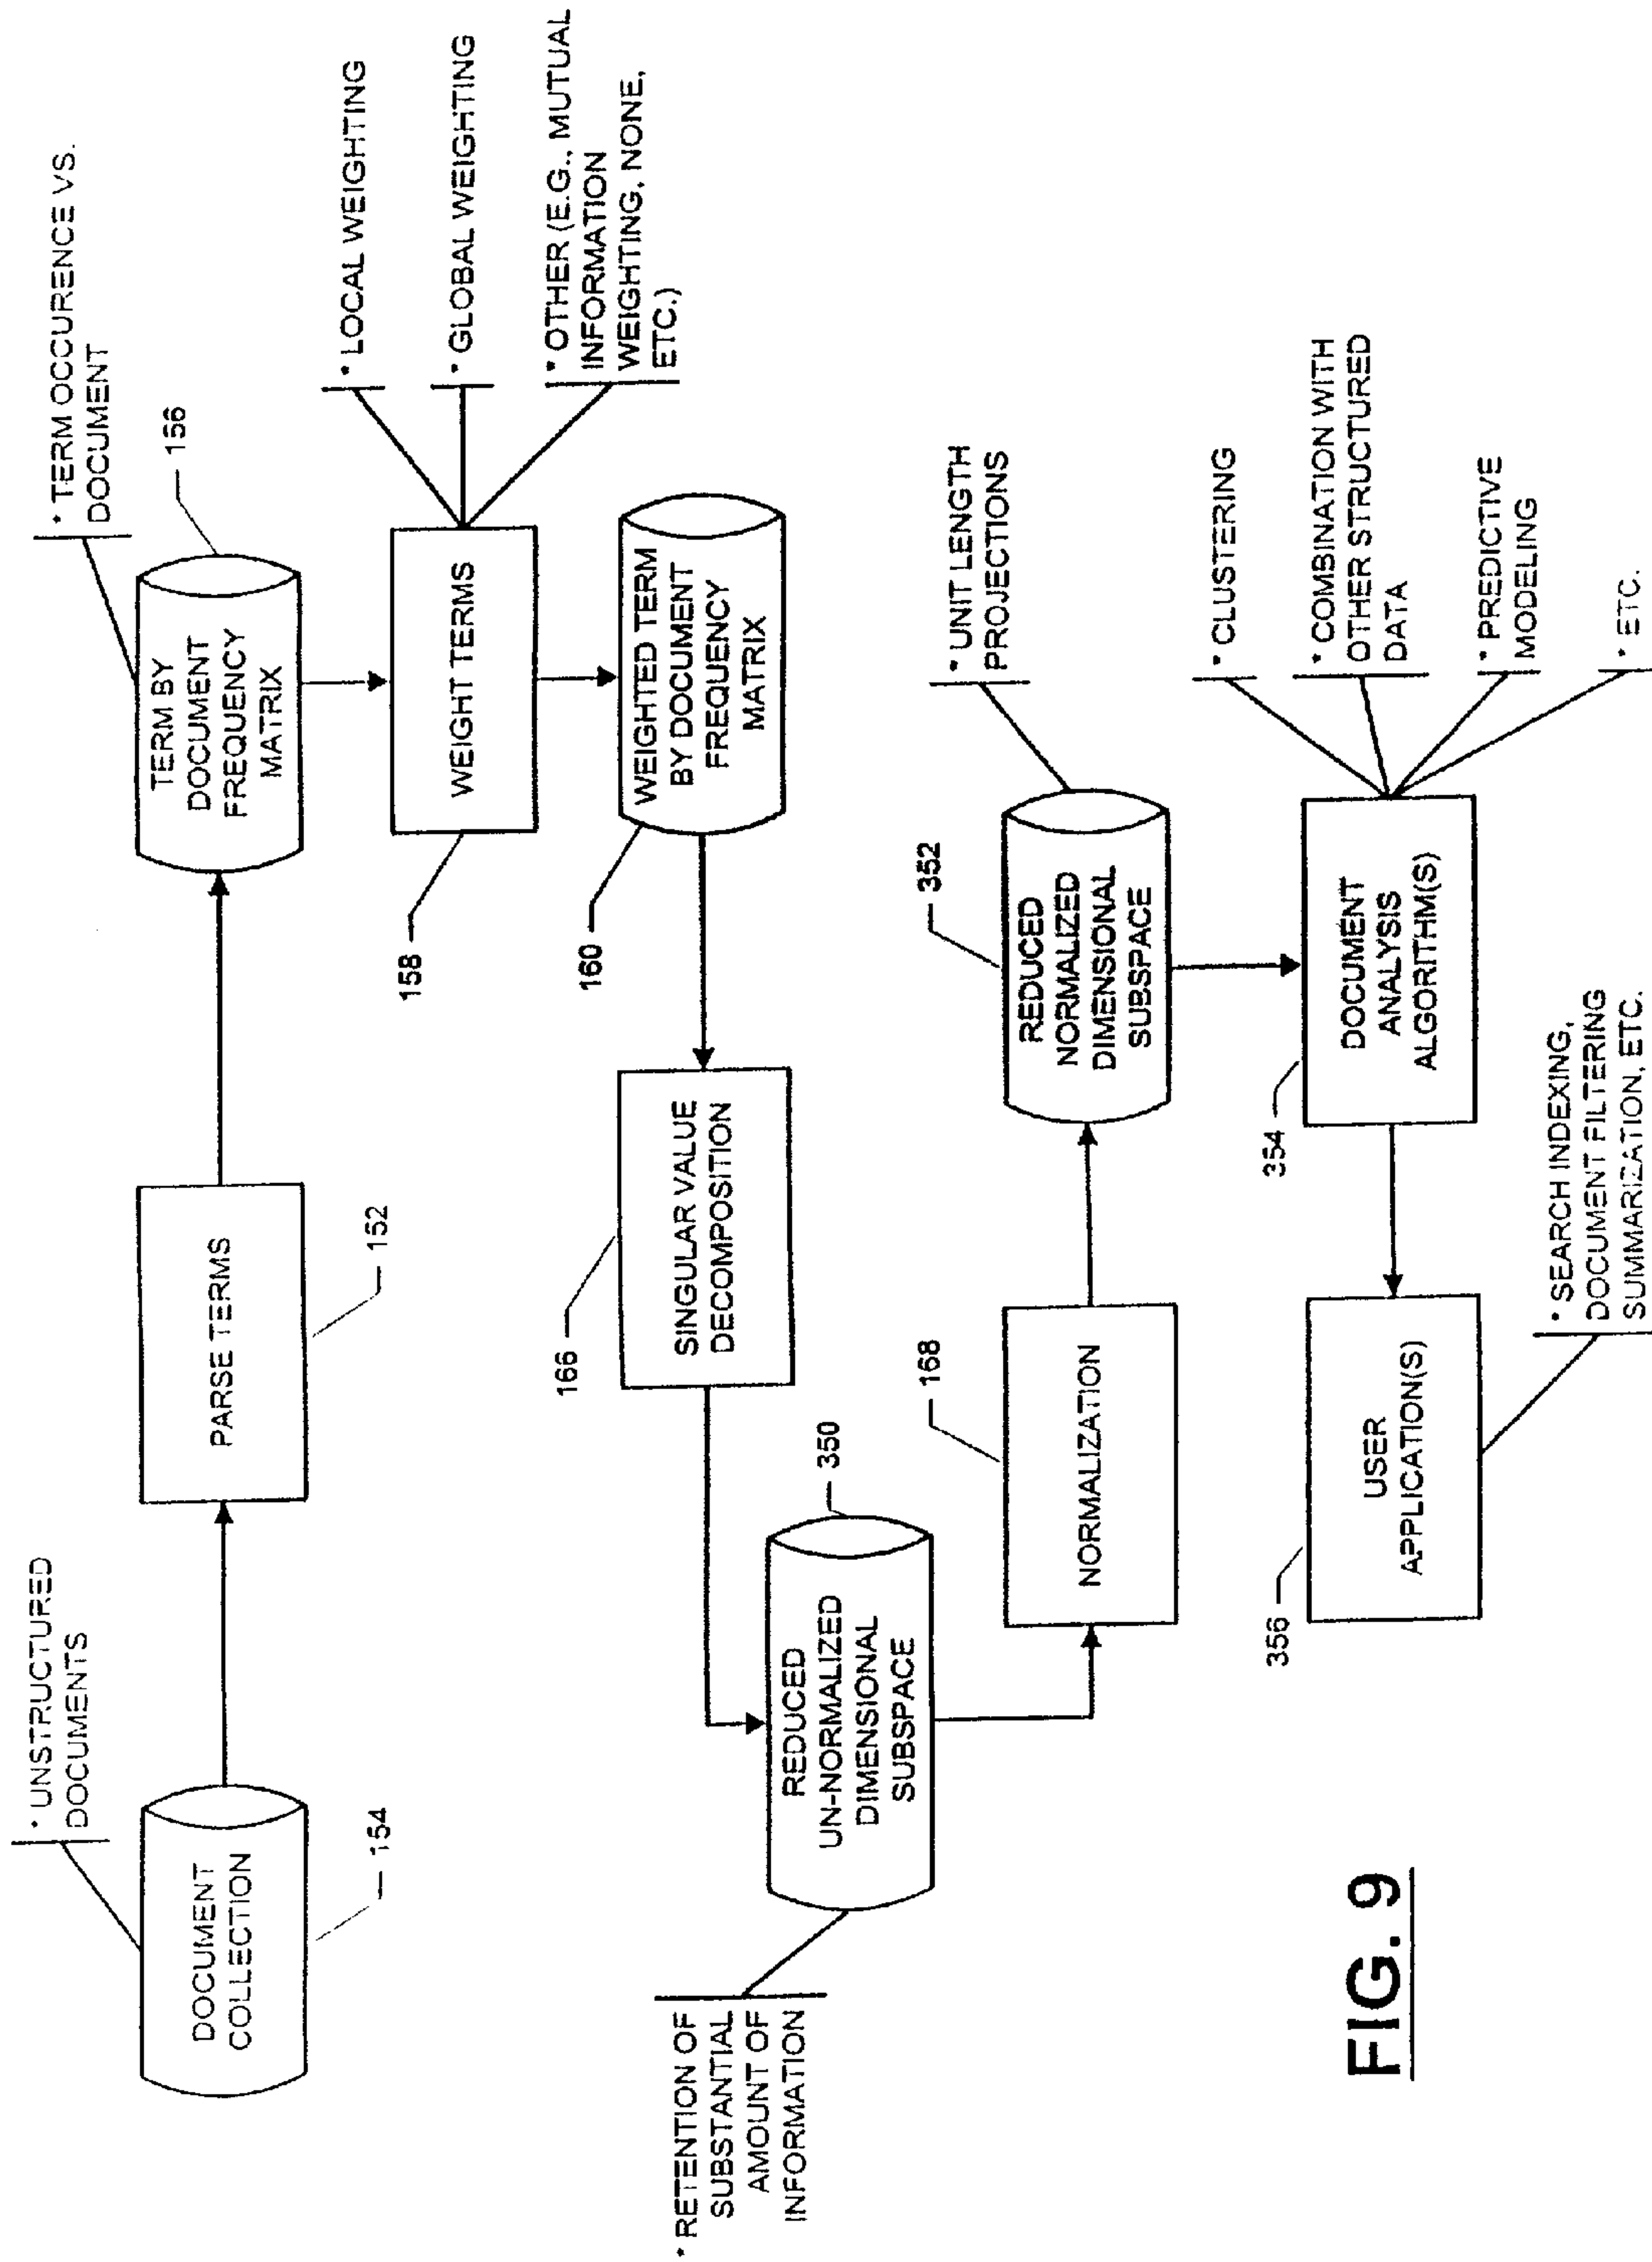 * UNSTRUCTURED
DOCUMENTS
DOCUMENT
COLLECTION
154
PARSE TERMS
152
* TERM OCCURENCE VS.
DOCUMENT
TERM BY
DOCUMENT
FREQUENCY
MATRIX
156
WEIGHT TERMS
158
* LOCAL WEIGHTING
* GLOBAL WEIGHTING
* OTHER (E.G., MUTUAL
INFORMATION
WEIGHTING, NONE,
ETC.)
WEIGHTED TERM
BY DOCUMENT
FREQUENCY
MATRIX
160
SINGULAR VALUE
DECOMPOSITION
166
* RETENTION OF
SUBSTANTIAL
AMOUNT OF
INFORMATION
REDUCED
UN-NORMALIZED
DIMENSIONAL
SUBSPACE
350
NORMALIZATION
168
REDUCED
NORMALIZED
DIMENSIONAL
SUBSPACE
352
* UNIT LENGTH
PROJECTIONS
DOCUMENT
ANALYSIS
ALGORITHM(S)
354
* CLUSTERING
* COMBINATION WITH
OTHER STRUCTURED
DATA
* PREDICTIVE
MODELING
* ETC.
USER
APPLICATION(S)
356
* SEARCH INDEXING,
DOCUMENT FILTERING
SUMMARIZATION, ETC.
FIG. 9